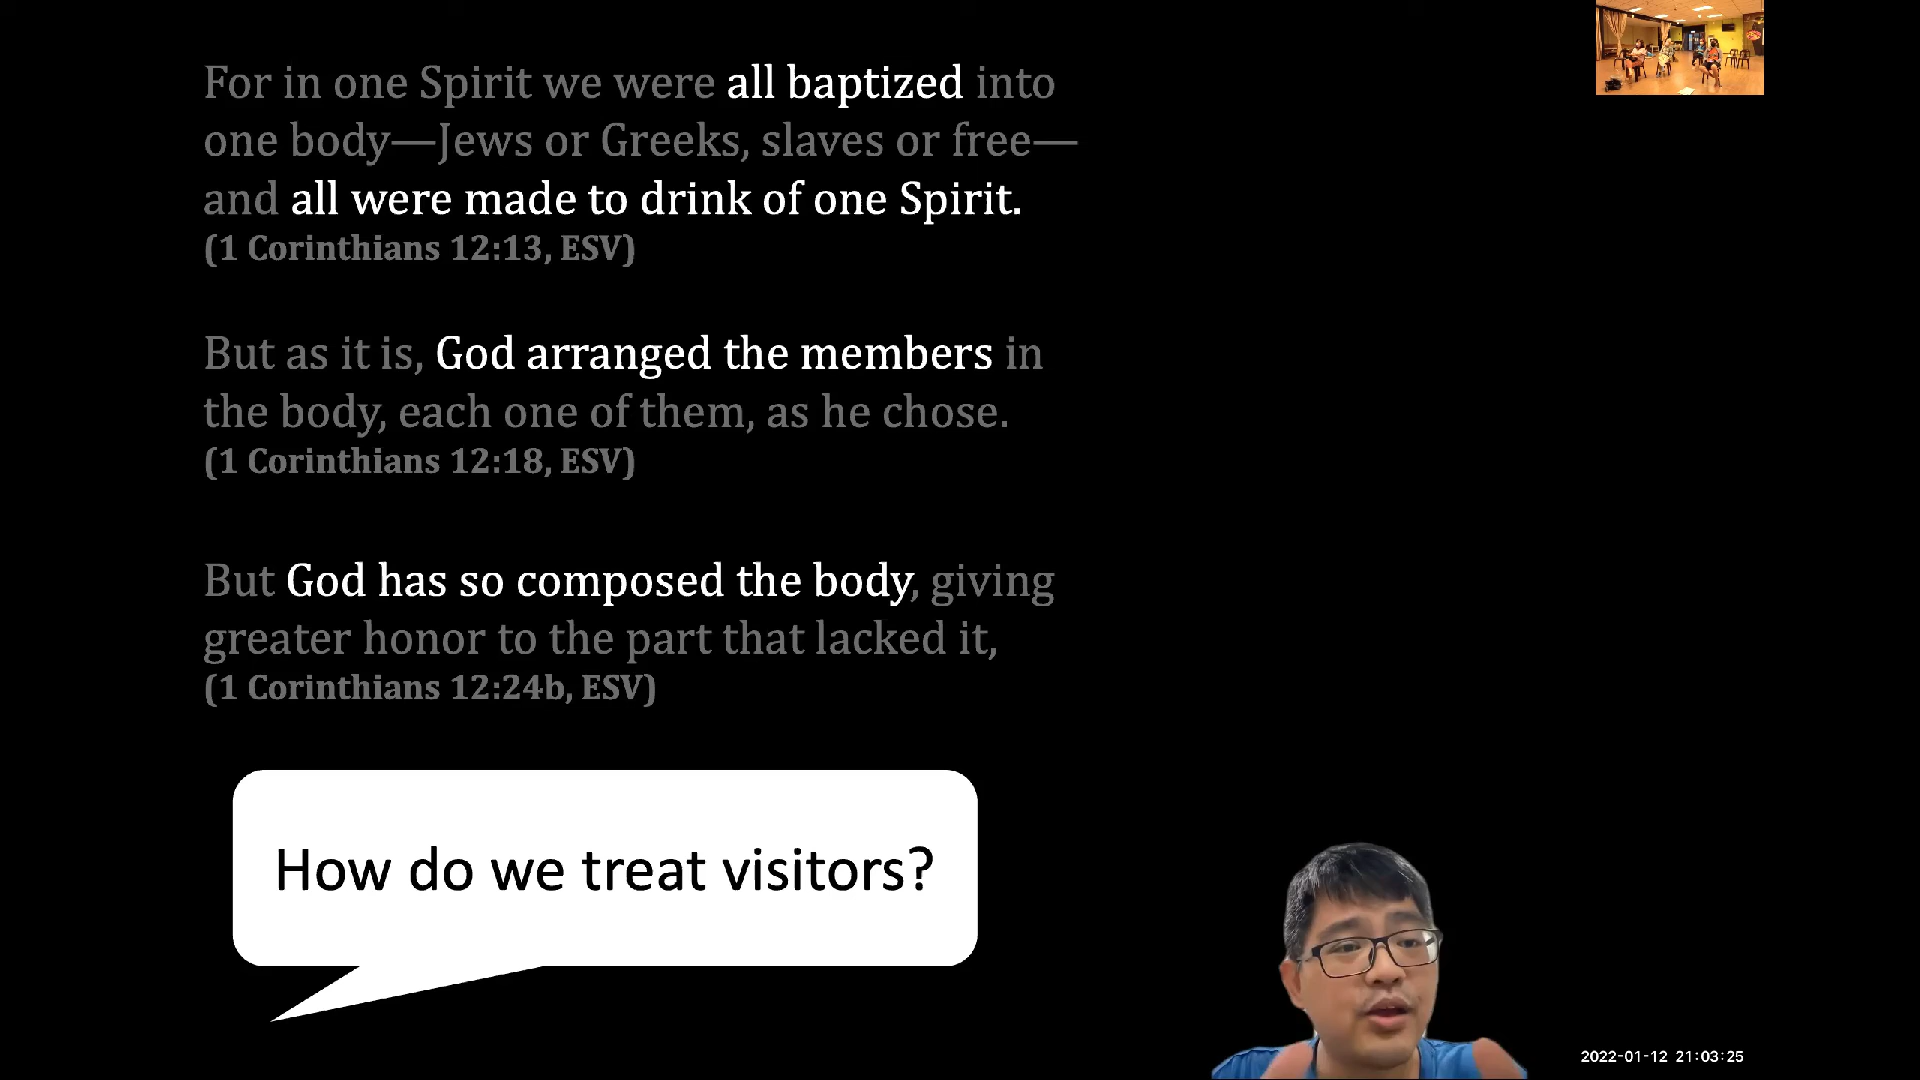 For in one Spirit we were all baptized into
one body—Jews or Greeks, slaves or free—
and all were made to drink of one Spirit.
(1 Corinthians 12:13, ESV)
But as it is, God arranged the members in
the body, each one of them, as he chose.
(1 Corinthians 12:18, ESV)
But God has so composed the body, giving
greater honor to the part that lacked it,
(1 Corinthians 12:24b, ESV)
How do we treat visitors?
2022-01-12 21:03:25